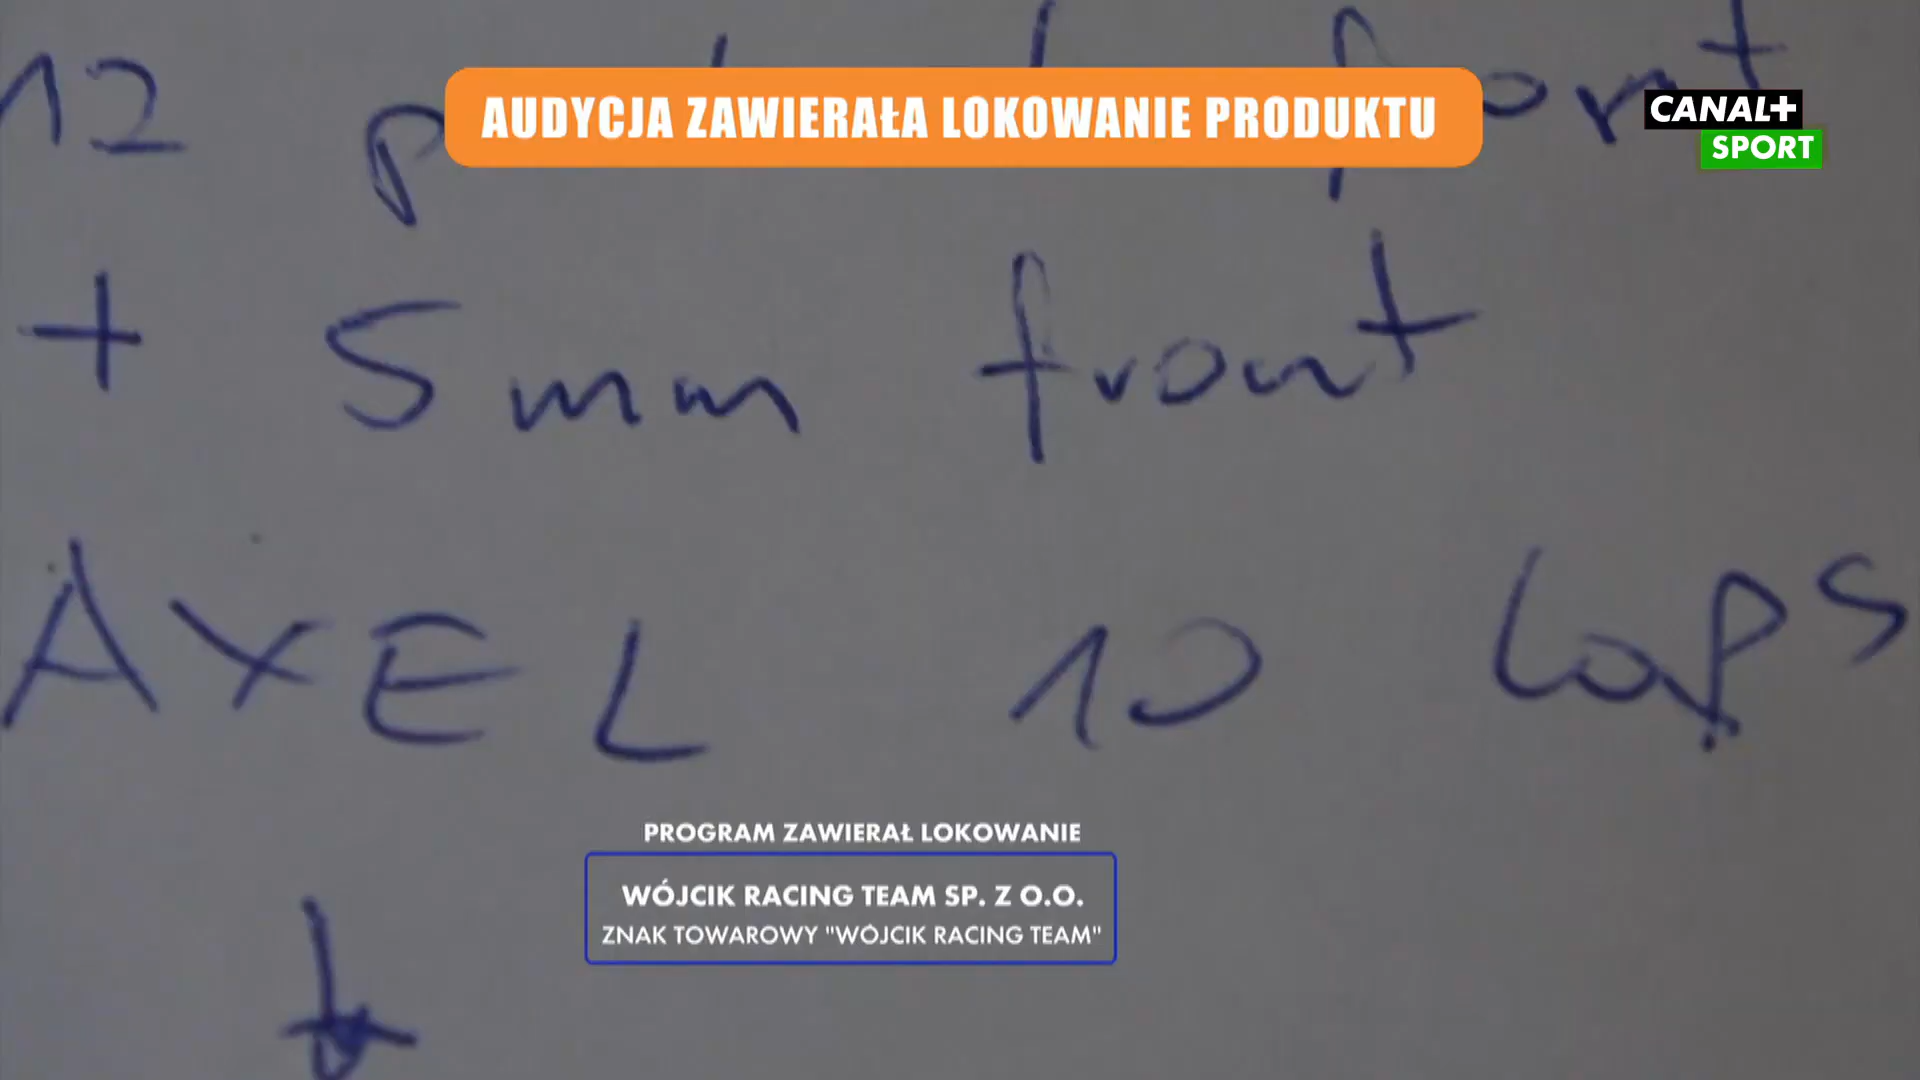 12
AUDYCJA ZAWIERAŁA LOKOWANIE PRODUKTU
CANAL+
SPORT
+ 5mm front
AXEL 10 Laps
PROGRAM ZAWIERAŁ LOKOWANIE
WÓJCIK RACING TEAM SP. Z O.O.
ZNAK TOWAROWY "WÓJCIK RACING TEAM"